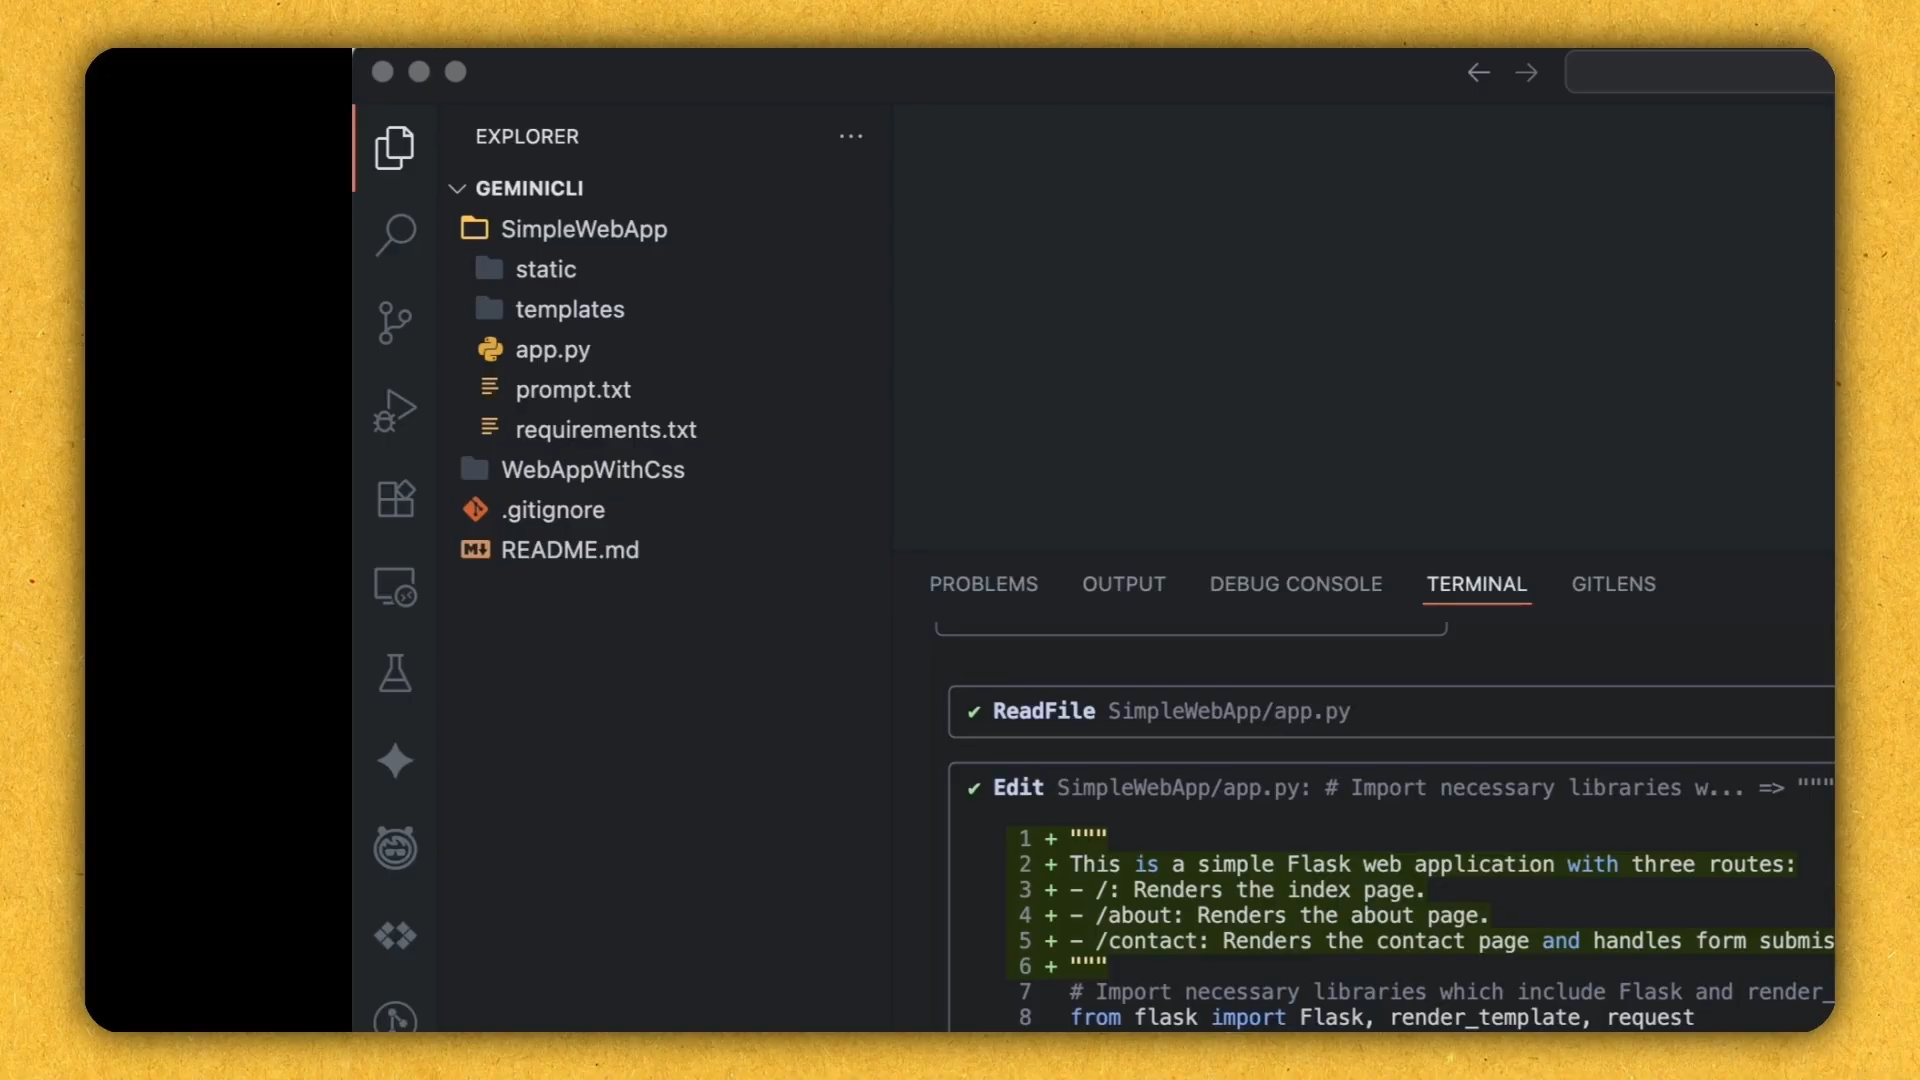 EXPLORER
GEMINICLI
SimpleWebApp
static
templates
app.py
prompt.txt
requirements.txt
WebAppWithCss
.gitignore
README.md
PROBLEMS OUTPUT DEBUG CONSOLE TERMINAL GITLENS
✔ ReadFile SimpleWebApp/app.py
✔ Edit SimpleWebApp/app.py: # Import necessary libraries w... => """
1 + """
2 + This is a simple Flask web application with three routes:
3 + - /: Renders the index page.
4 + - /about: Renders the about page.
5 + - /contact: Renders the contact page and handles form submis
6 + """
7 # Import necessary libraries which include Flask and render_
8 from flask import Flask, render_template, request